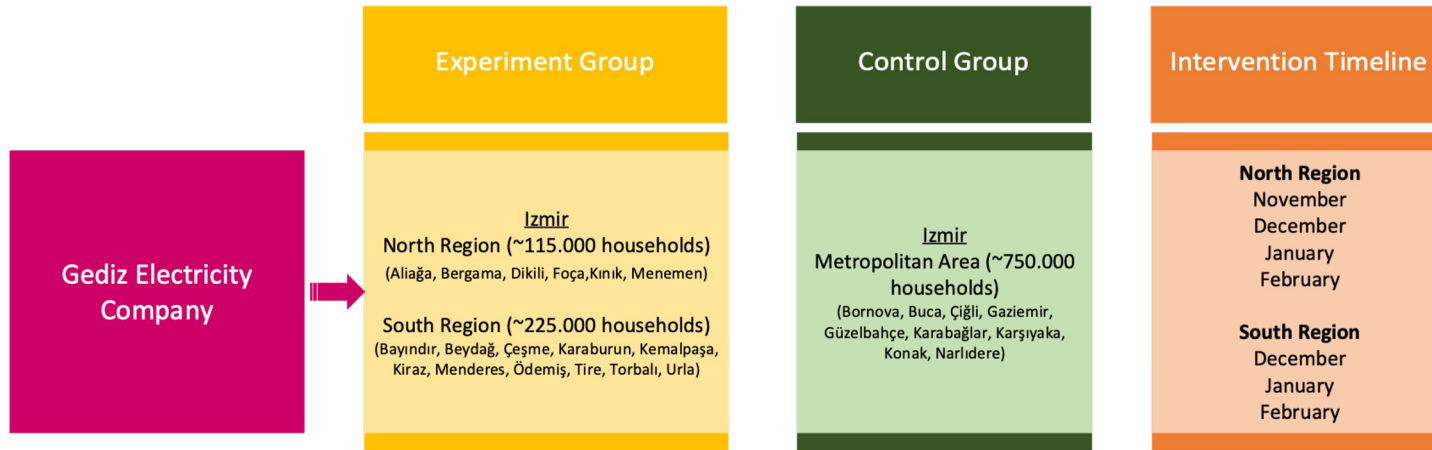 Experiment Group
Control Group
Intervention Timeline
Gediz Electricity
Company
Izmir
North Region (~115.000 households)
(Aliağa, Bergama, Dikili, Foça,Kınık, Menemen)
South Region (~225.000 households)
(Bayındır, Beydağ, Çeşme, Karaburun, Kemalpaşa,
Kiraz, Menderes, Ödemiş, Tire, Torbalı, Urla)
Izmir
Metropolitan Area (~750.000
households)
(Bornova, Buca, Çiğli, Gaziemir,
Güzelbahçe, Karabağlar, Karşıyaka,
Konak, Narlıdere)
North Region
November
December
January
February
South Region
December
January
February